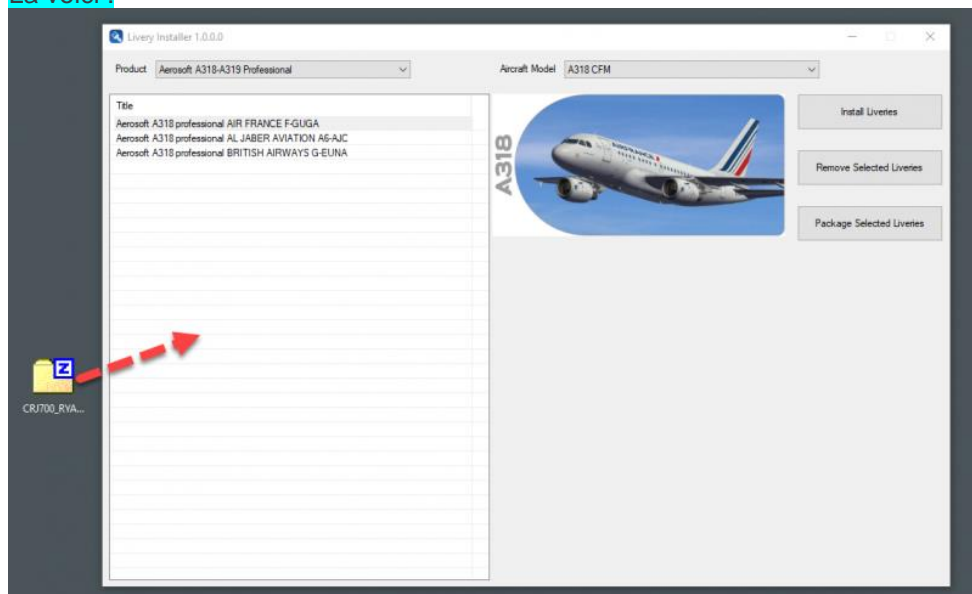 Livery Installer 1.0.0.0
Product Aerosoft A318-A319 Professional Aircraft Model A318 CFM
Title
Aerosoft A318 professional AIR FRANCE F-GUGA
Aerosoft A318 professional AL JABER AVIATION A6-AJC
Aerosoft A318 professional BRITISH AIRWAYS G-EUNA
A318
AIRFRANCE
Install Liveries
Remove Selected Liveries
Package Selected Liveries
Z
CRJ700_RYA...